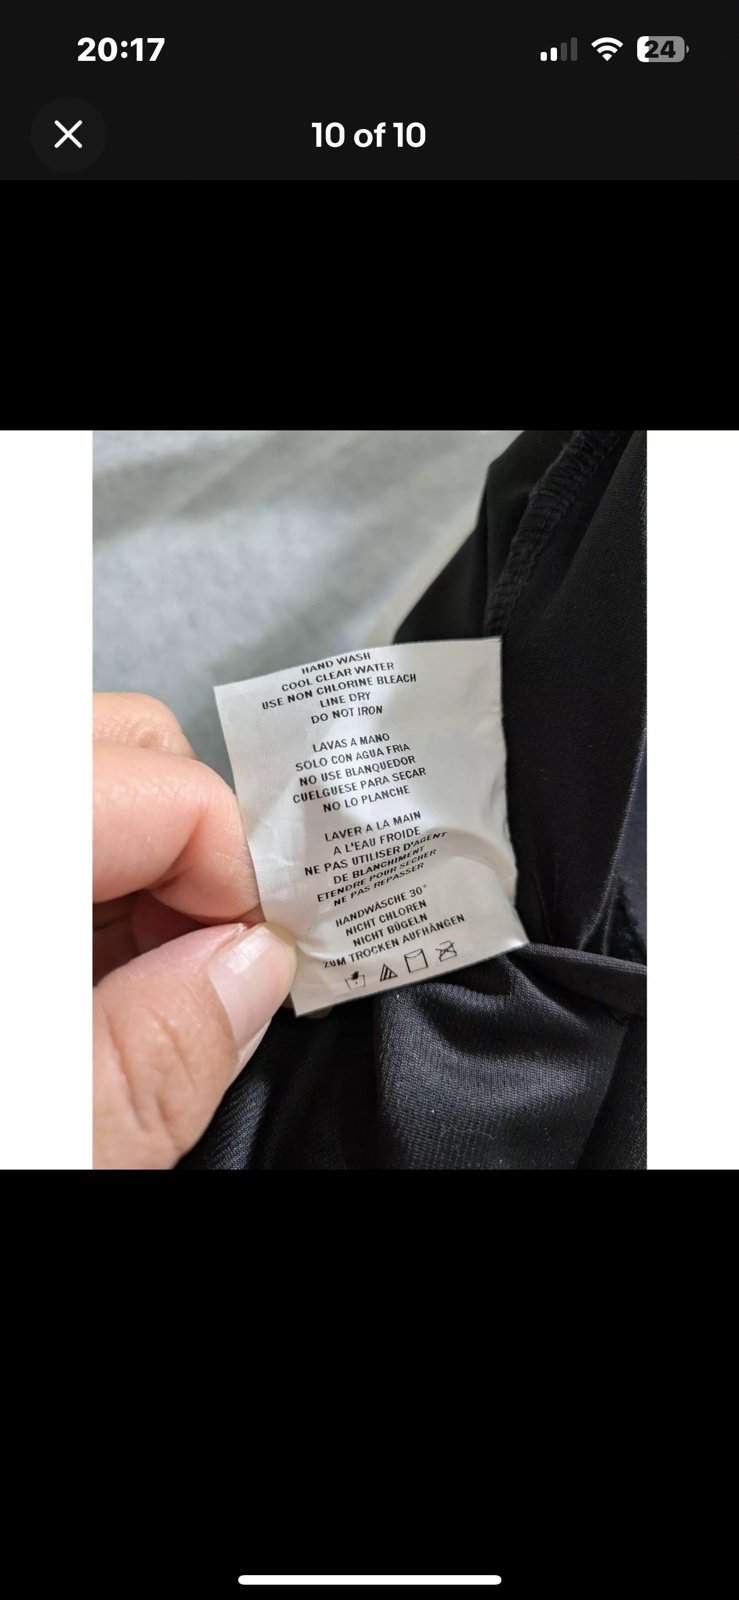 20:17
24
10 of 10
HAND WASH
COOL CLEAR WATER
USE NON CHLORINE BLEACH
LINE DRY
DO NOT IRON
LAVAS A MANO
SOLO CON AGUA FRIA
NO USE BLANQUEDOR
CUELGUESE PARA SECAR
NO LO PLANCHE
LAVER A LA MAIN
A L'EAU FROIDE
NE PAS UTILISER D'AGENT
DE BLANCHIMENT
ETENDRE POUR SECHER
NE PAS REPASSER
HANDWÄSCHE 30°
NICHT CHLOREN
NICHT BÜGELN
ZUM TROCKEN AUFHÄNGEN